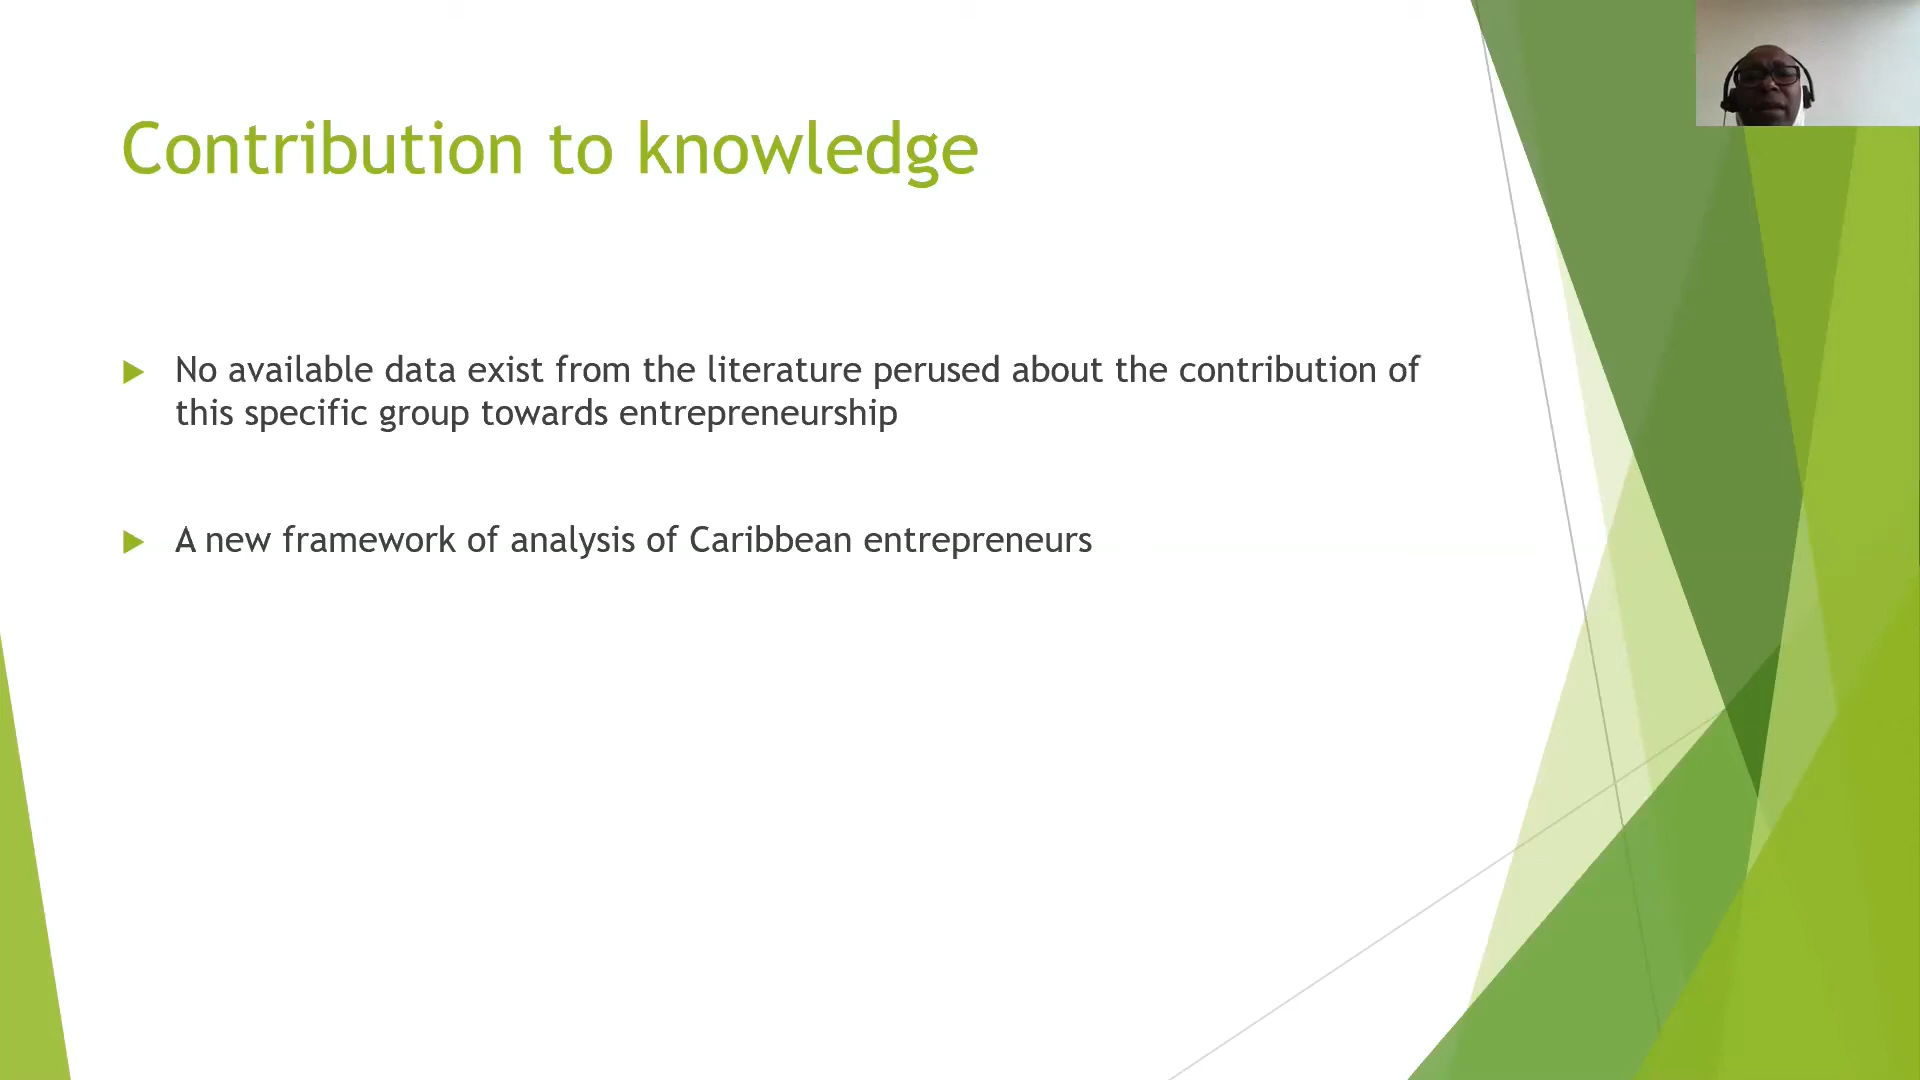 Contribution to knowledge
No available data exist from the literature perused about the contribution of
this specific group towards entrepreneurship
A new framework of analysis of Caribbean entrepreneurs